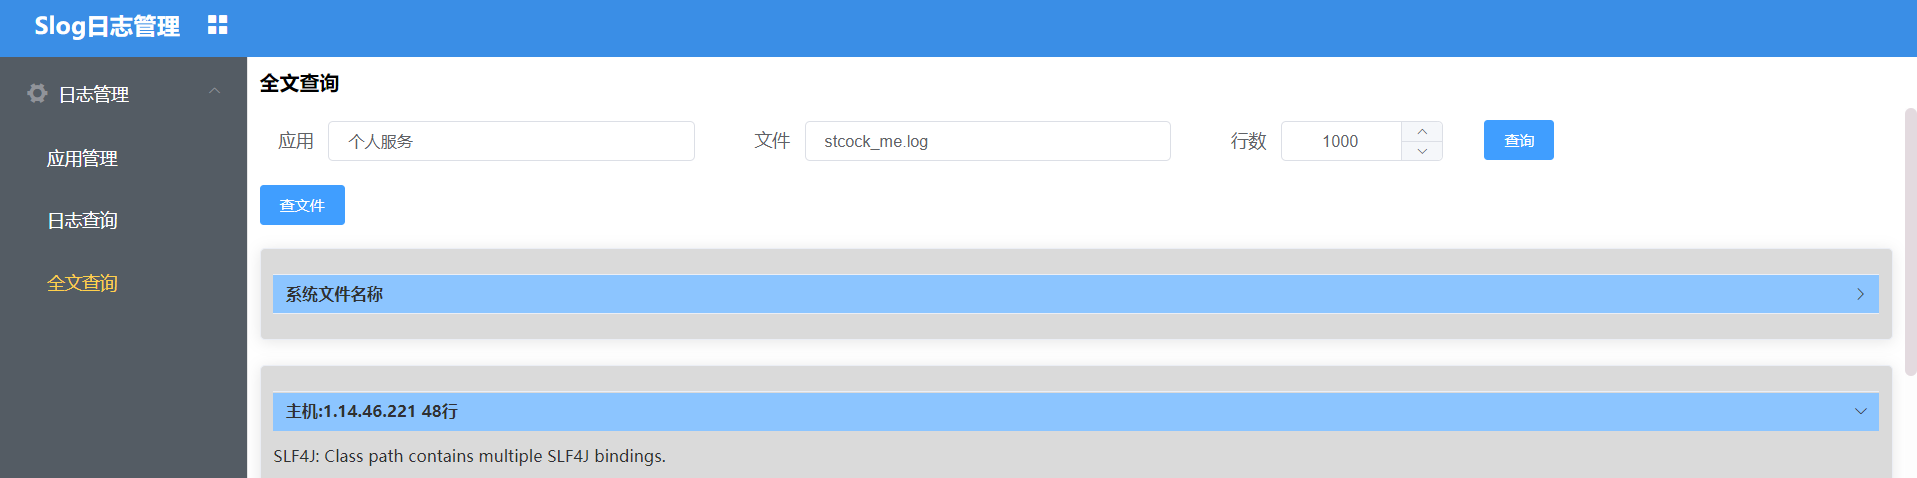 Slog日志管理
日志管理
应用管理
日志查询
全文查询
全文查询
应用 个人服务 文件 stcock_me.log 行数 1000 查询
查文件
系统文件名称
主机:1.14.46.221 48行
SLF4J: Class path contains multiple SLF4J bindings.